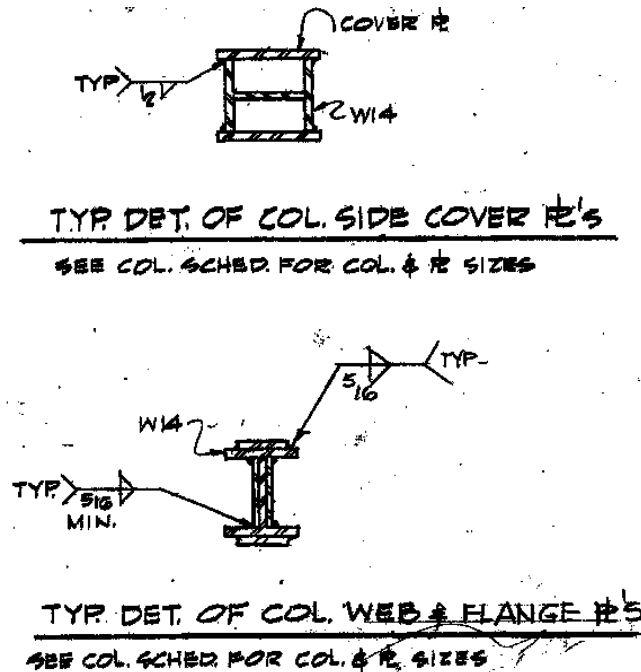 COVER ℄
TYP
1/2
W14
TYP. DET. OF COL. SIDE COVER ℄'S
SEE COL. SCHED. FOR COL. & ℄ SIZES
TYP.
5/16
W14
TYP.
5/16
MIN.
TYP. DET. OF COL. WEB & FLANGE ℄'S
SEE COL. SCHED. FOR COL. & ℄ SIZES